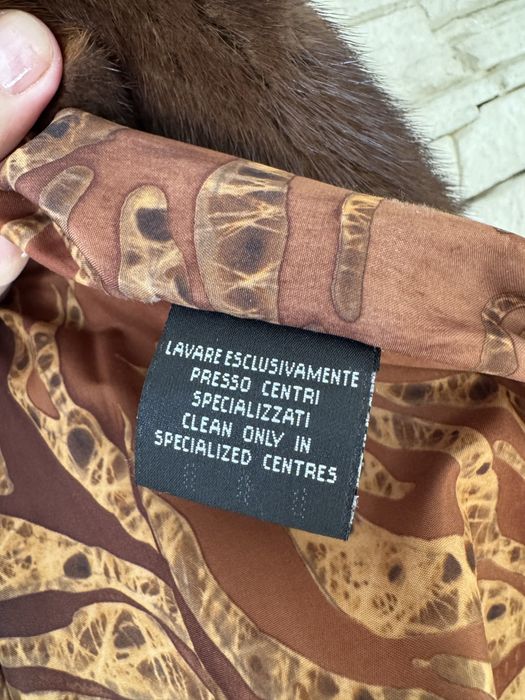 LAVARE ESCLUSIVAMENTE
PRESSO CENTRI
SPECIALIZZATI
CLEAN ONLY IN
SPECIALIZED CENTRES